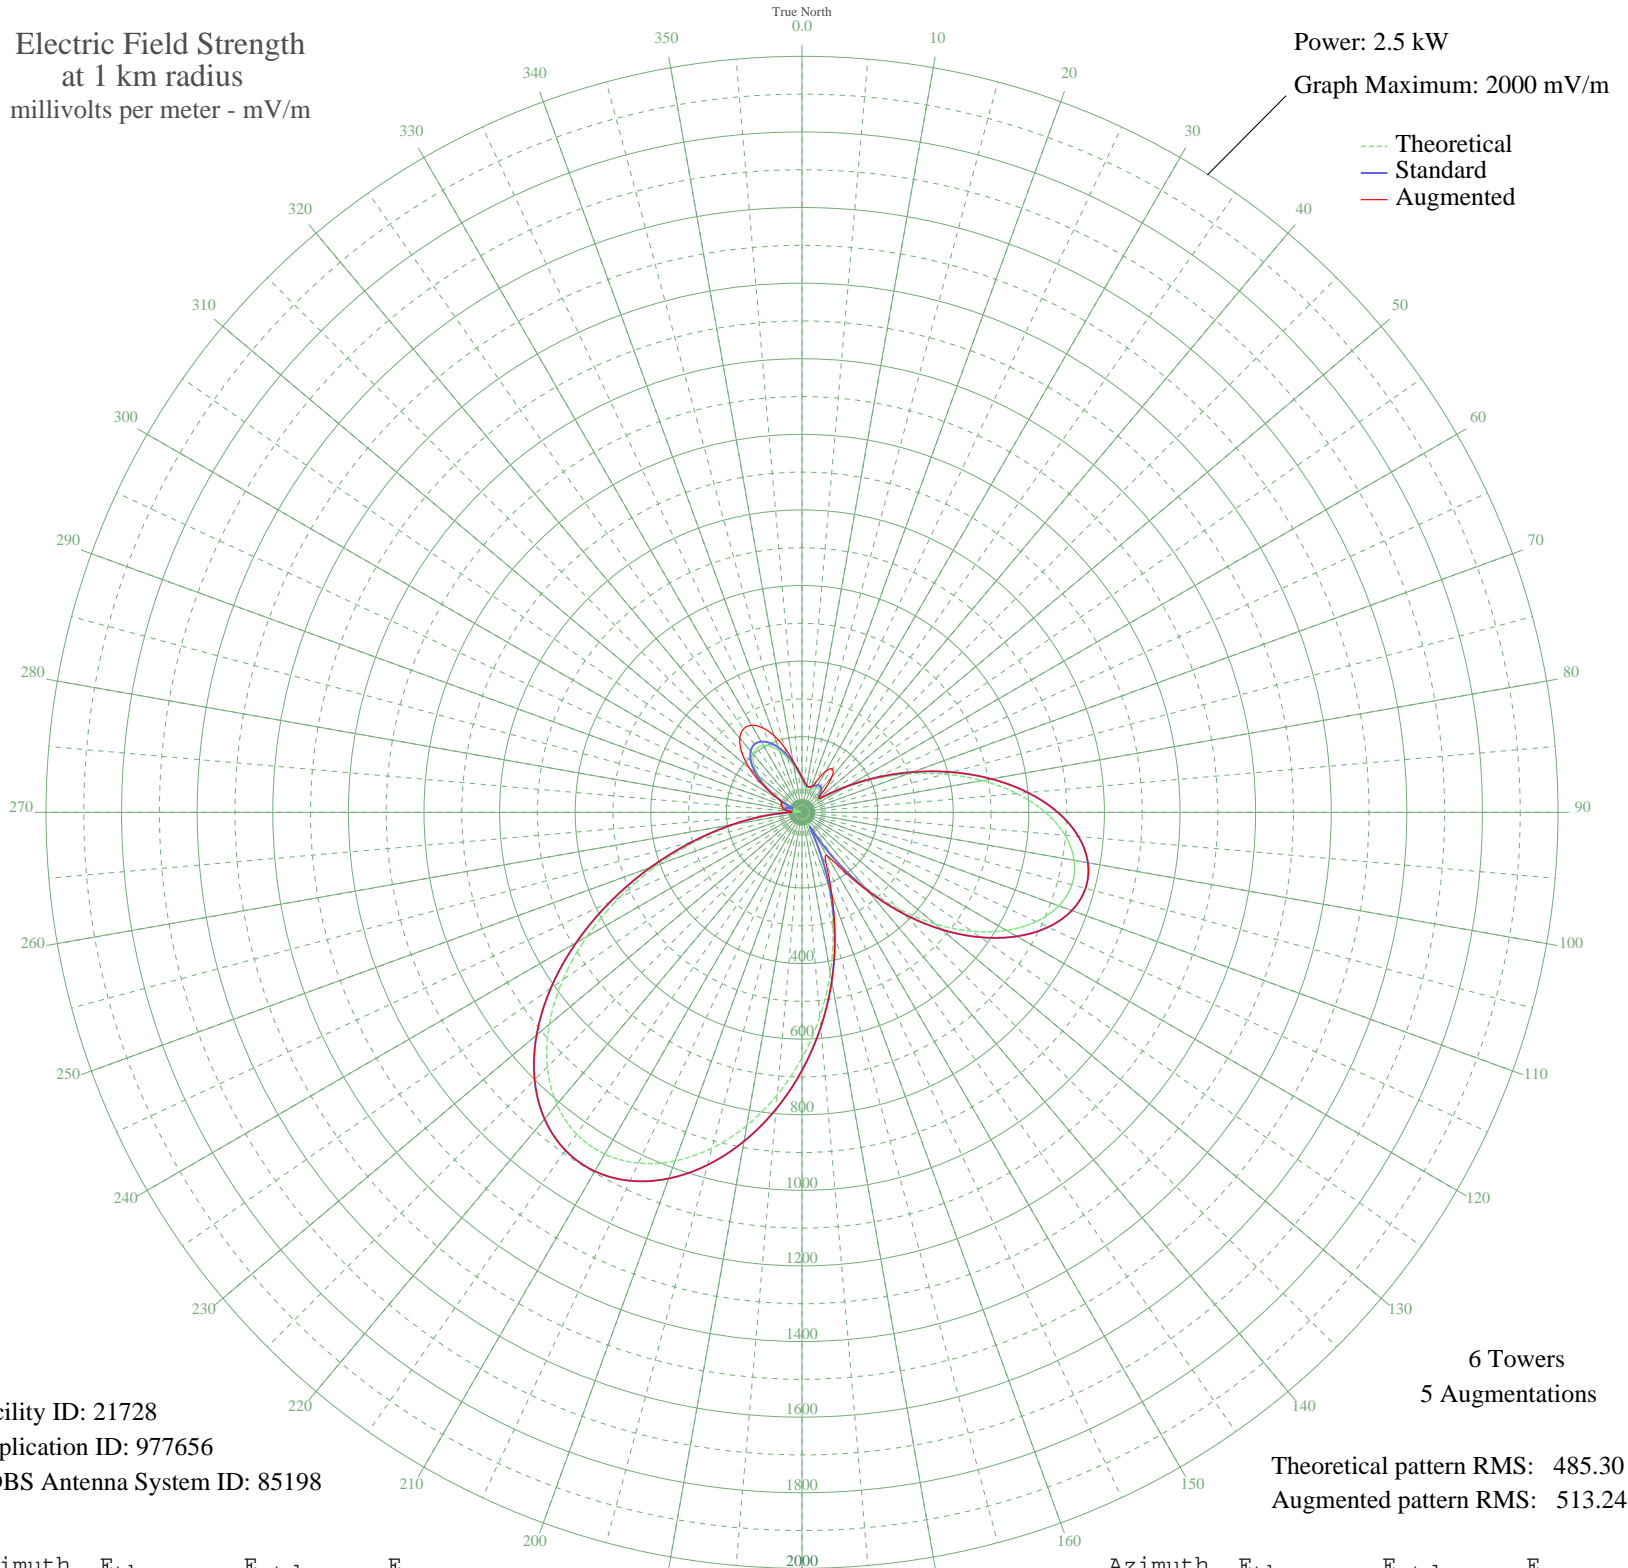 True North
0.0
Electric Field Strength
at 1 km radius
millivolts per meter - mV/m
Power: 2.5 kW
Graph Maximum: 2000 mV/m
Theoretical
Standard
Augmented
350
10
340
20
330
30
320
40
310
50
300
60
290
70
280
80
270
90
260
100
250
110
240
120
230
130
220
140
210
150
200
160
400
600
800
1000
1200
1400
1600
1800
2000
6 Towers
5 Augmentations
cility ID: 21728
plication ID: 977656
DBS Antenna System ID: 85198
Theoretical pattern RMS: 485.30
Augmented pattern RMS: 513.24
imuth E E E
Azimuth E E E